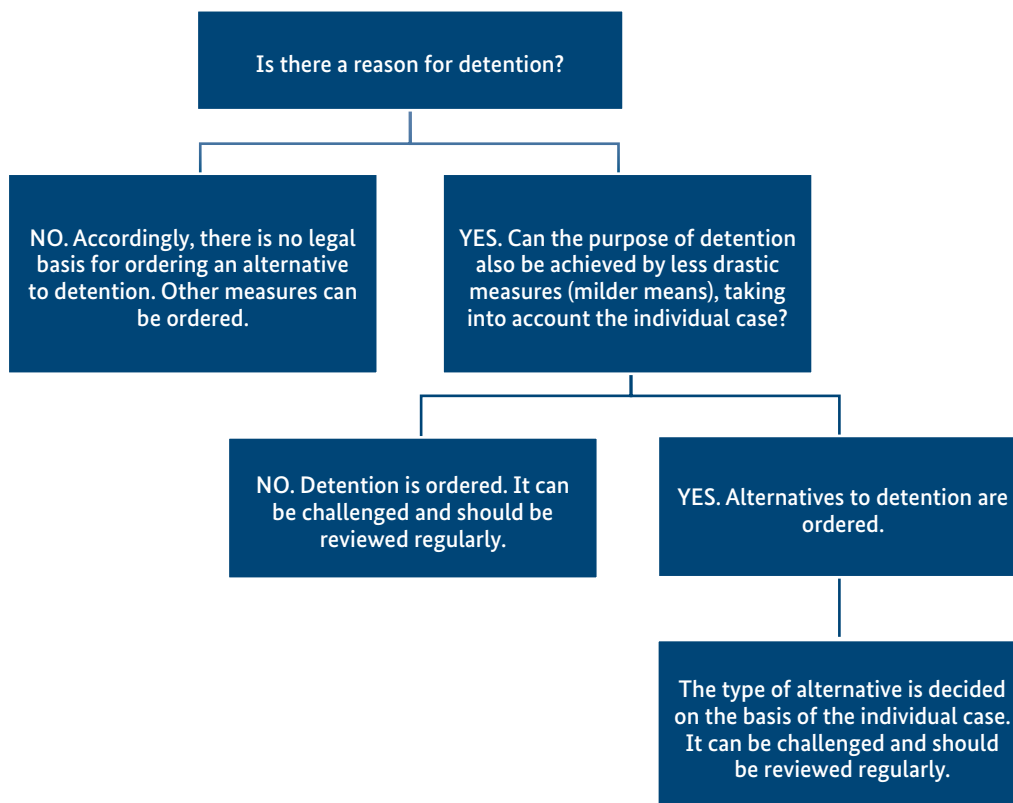 Is there a reason for detention?
NO. Accordingly, there is no legal
basis for ordering an alternative
to detention. Other measures can
be ordered.
YES. Can the purpose of detention
also be achieved by less drastic
measures (milder means), taking
into account the individual case?
NO. Detention is ordered. It can
be challenged and should be
reviewed regularly.
YES. Alternatives to detention are
ordered.
The type of alternative is decided
on the basis of the individual case.
It can be challenged and should
be reviewed regularly.